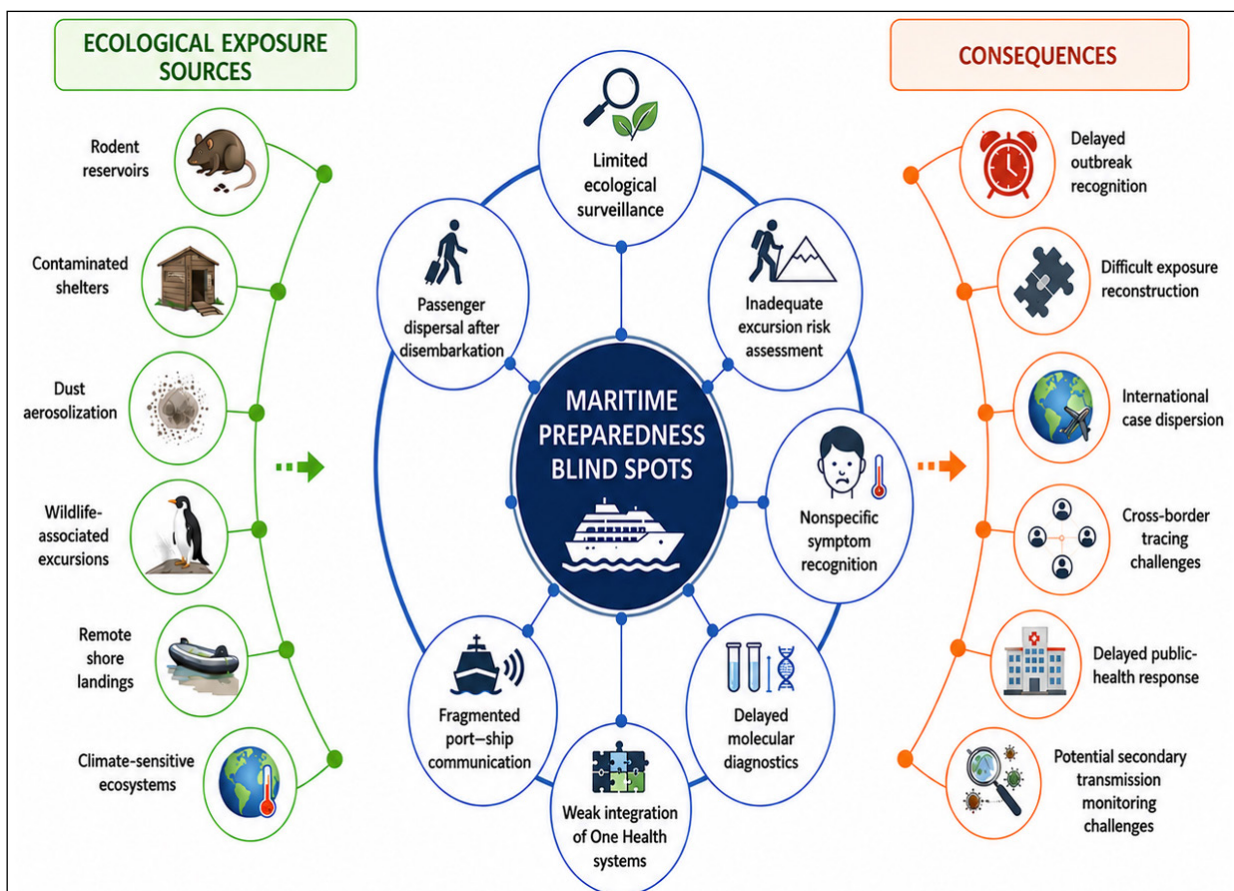 ECOLOGICAL EXPOSURE
SOURCES
Rodent
reservoirs
Contaminated
shelters
Dust
aerosolization
Wildlife-
associated
excursions
Remote
shore
landings
Climate-sensitive
ecosystems
Limited
ecological
surveillance
Passenger
dispersal after
disembarkation
Inadequate
excursion risk
assessment
MARITIME
PREPAREDNESS
BLIND SPOTS
Nonspecific
symptom
recognition
Fragmented
port–ship
communication
Delayed
molecular
diagnostics
Weak integration
of One Health
systems
CONSEQUENCES
Delayed
outbreak
recognition
Difficult exposure
reconstruction
International
case dispersion
Cross-border
tracing
challenges
Delayed public-
health response
Potential secondary
transmission
monitoring
challenges